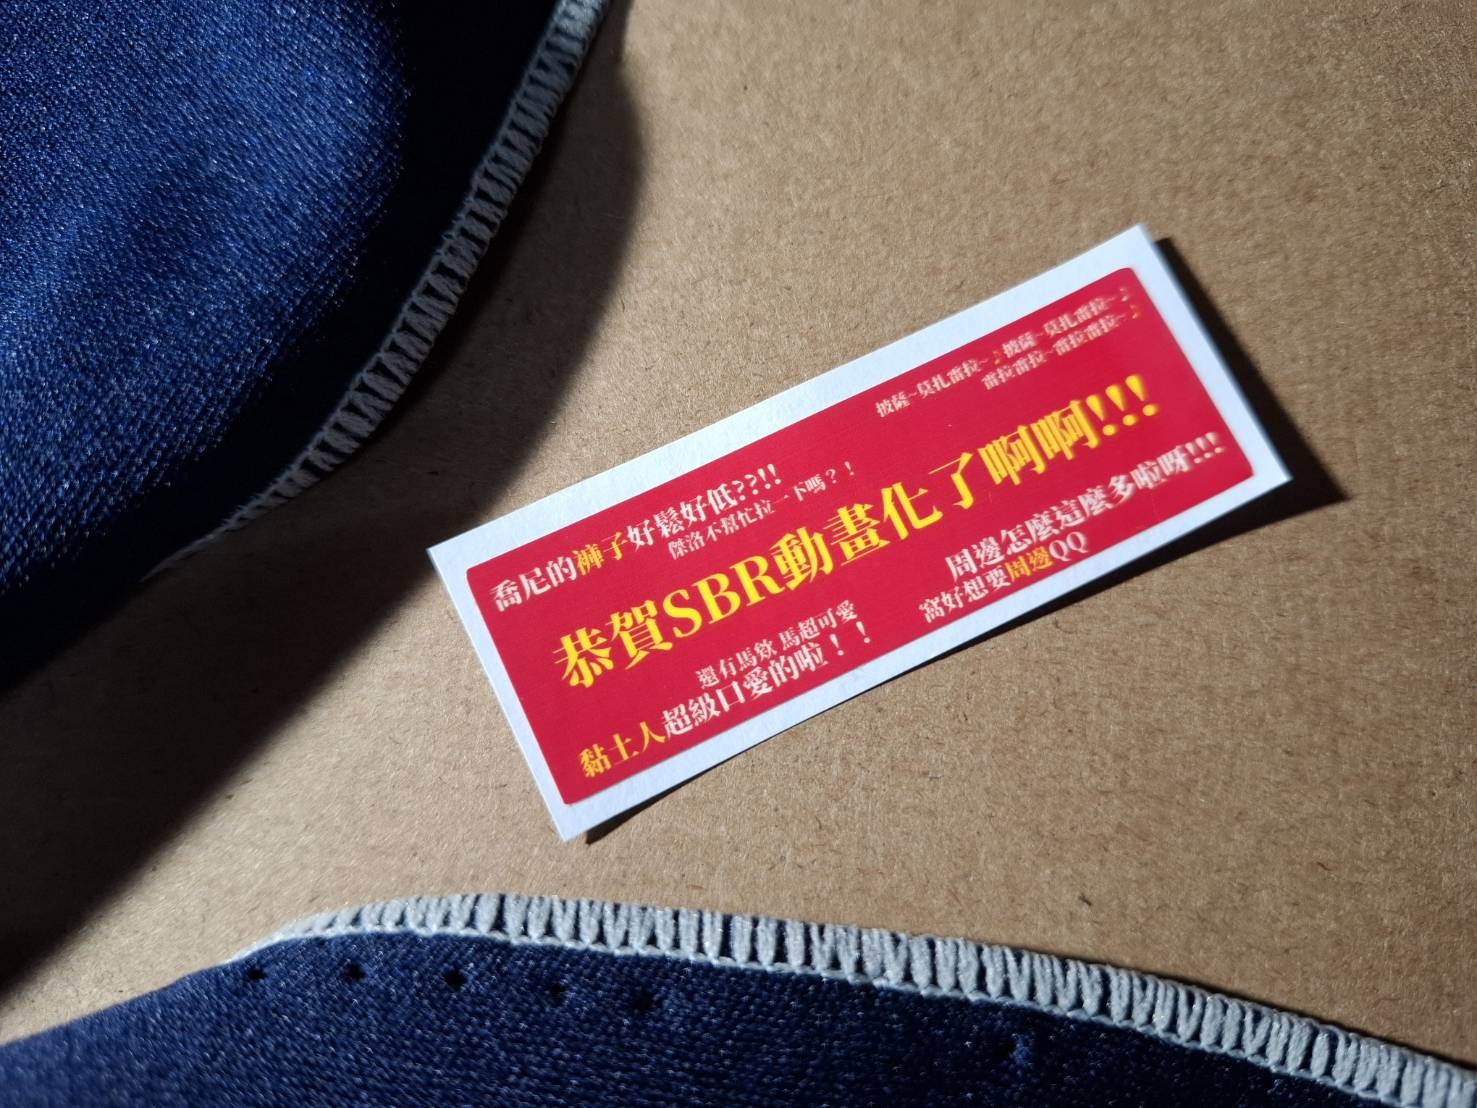 披薩~莫扎雷拉~♪披薩~莫扎雷拉~♪
雷拉雷拉~雷拉雷拉~♪
喬尼的褲子好鬆好低??!!
傑洛不幫忙拉一下嗎？！
恭賀SBR動畫化了啊啊!!!
周邊怎麼這麼多啦呀!!!
窩好想要周邊QQ
還有馬欸 馬超可愛
黏土人超級口愛的啦！！